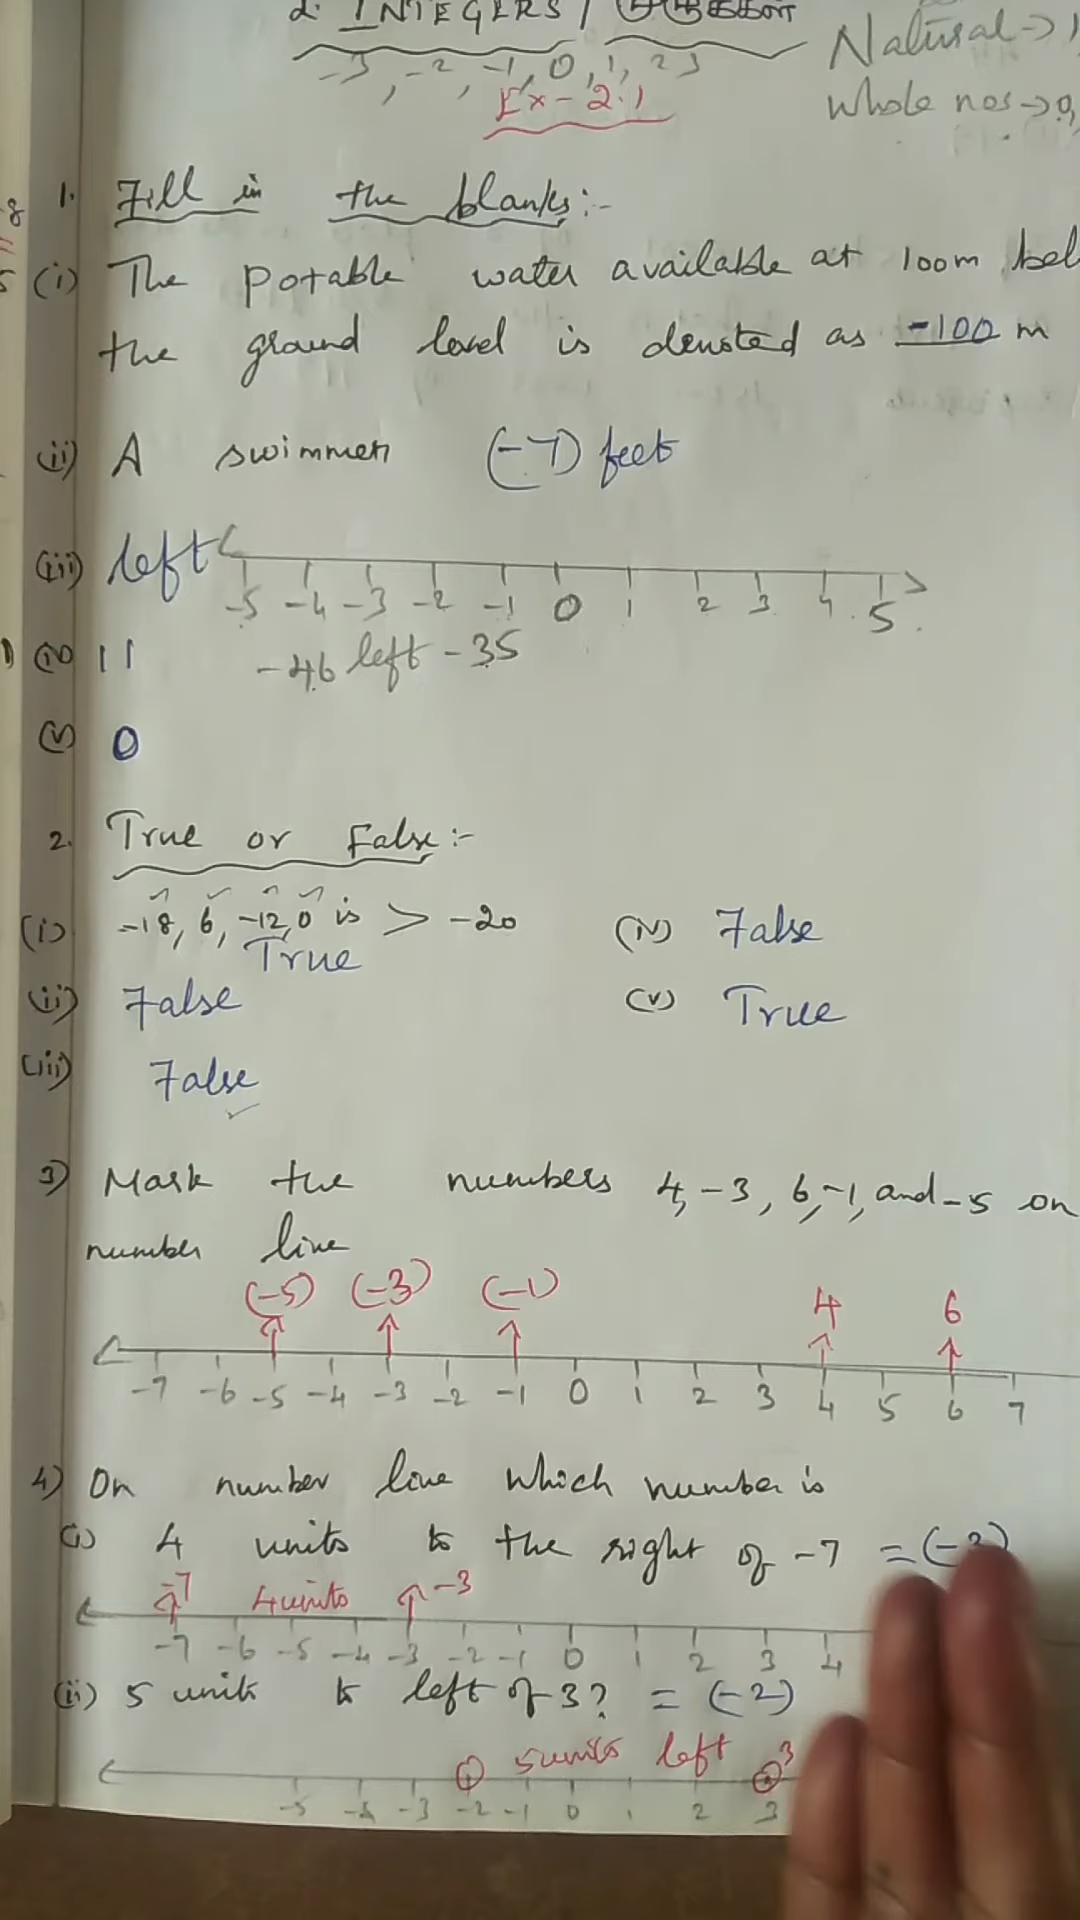 2. INTEGERS / முழுக்கள்
-3, -2, -1, 0, 1, 2, 3
Natural → 1
Whole nos → 0,
Ex - 2.1
1. Fill in the blanks:-
(i) The potable water available at 100m bel
the ground level is denoted as -100 m
(ii) A swimmer (-7) feet
(iii) left
-5 -4 -3 -2 -1 0 1 2 3 4 5
(iv) 11 -46 left -35
(v) 0
2. True or False:-
(i) -18, 6, -12, 0 is > -20
True
(ii) False
(iii) False
(iv) False
(v) True
3) Mark the numbers 4, -3, 6, -1, and -5 on
number line
(-5) (-3) (-1) 4 6
-7 -6 -5 -4 -3 -2 -1 0 1 2 3 4 5 6 7
4) On number line which number is
(i) 4 units to the right of -7 = (-3)
-7 4 units -3
-7 -6 -5 -4 -3 -2 -1 0 1 2 3 4
(ii) 5 units to left of 3? = (-2)
5 units left 3
-5 -4 -3 -2 -1 0 1 2 3